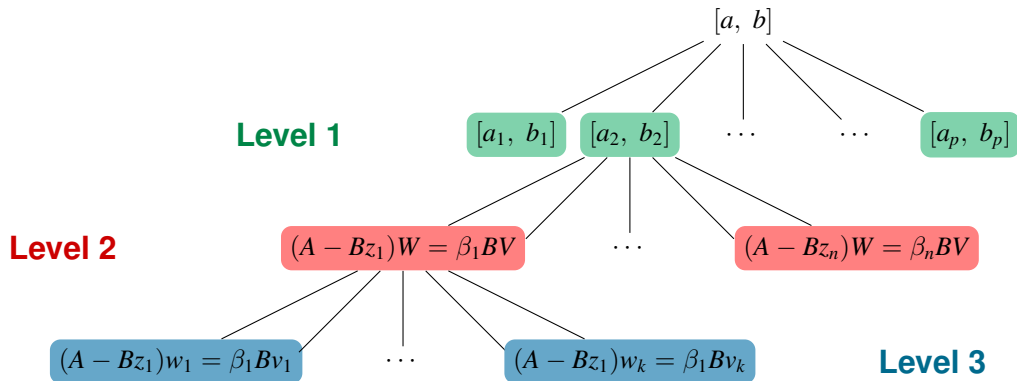 [a, b]
Level 1 [a₁, b₁] [a₂, b₂] ··· ··· [aₚ, bₚ]
Level 2 (A − Bz₁)W = β₁BV ··· (A − Bzₙ)W = βₙBV
(A − Bz₁)w₁ = β₁Bv₁ ··· (A − Bz₁)wₖ = β₁Bvₖ Level 3